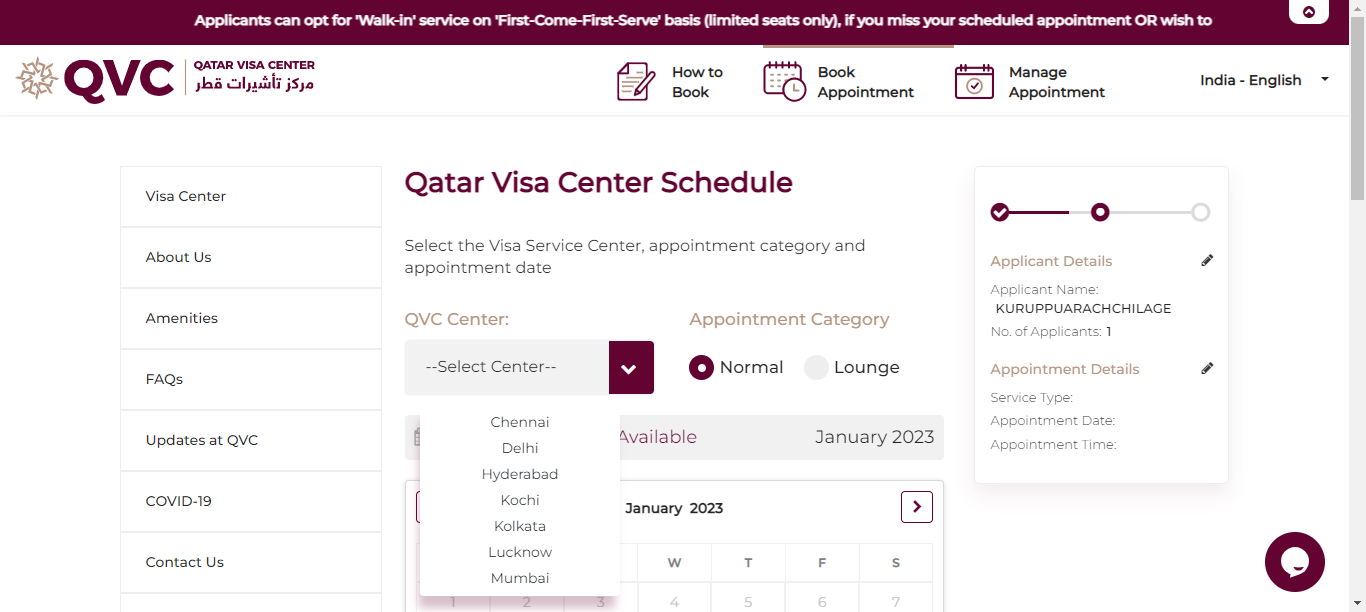 Applicants can opt for 'Walk-in' service on 'First-Come-First-Serve' basis (limited seats only), if you miss your scheduled appointment OR wish to
QVC
QATAR VISA CENTER
مركز تأشيرات قطر
How to
Book
Book
Appointment
Manage
Appointment
India - English
Visa Center
About Us
Amenities
FAQs
Updates at QVC
COVID-19
Contact Us
Qatar Visa Center Schedule
Select the Visa Service Center, appointment category and
appointment date
QVC Center:
--Select Center--
Appointment Category
Normal
Lounge
Chennai
Delhi
Hyderabad
Kochi
Kolkata
Lucknow
Mumbai
Available
January 2023
January 2023
W T F S
1 2 3 4 5 6 7
Applicant Details
Applicant Name:
KURUPPUARACHCHILAGE
No. of Applicants: 1
Appointment Details
Service Type:
Appointment Date:
Appointment Time: